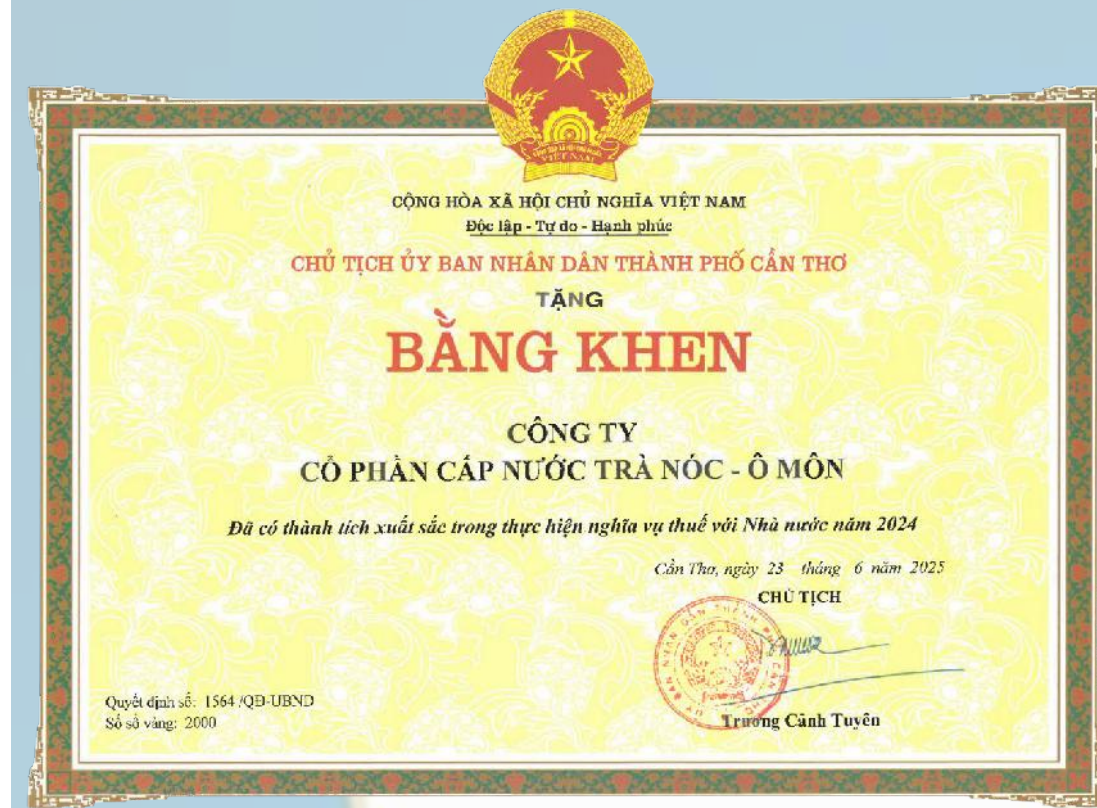 VIỆT NAM
CỘNG HÒA XÃ HỘI CHỦ NGHĨA VIỆT NAM
Độc lập - Tự do - Hạnh phúc
CHỦ TỊCH ỦY BAN NHÂN DÂN THÀNH PHỐ CẦN THƠ
TẶNG
BẰNG KHEN
CÔNG TY
CỔ PHẦN CẤP NƯỚC TRÀ NÓC - Ô MÔN
Đã có thành tích xuất sắc trong thực hiện nghĩa vụ thuế với Nhà nước năm 2024
Cần Thơ, ngày 23 tháng 6 năm 2025
CHỦ TỊCH
Quyết định số: 1564 /QĐ-UBND
Số sổ vàng: 2000
Trương Cảnh Tuyên